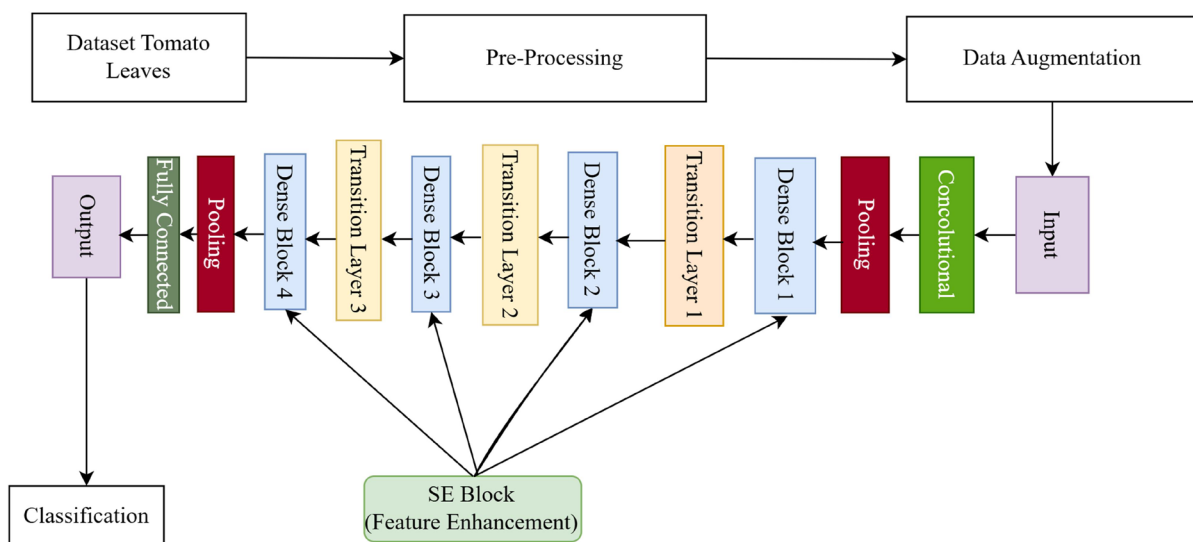 Dataset Tomato
Leaves
Pre-Processing
Data Augmentation
Input
Concolutional
Pooling
Dense Block 1
Transition Layer 1
Dense Block 2
Transition Layer 2
Dense Block 3
Transition Layer 3
Dense Block 4
Pooling
Fully Connected
Output
SE Block
(Feature Enhancement)
Classification